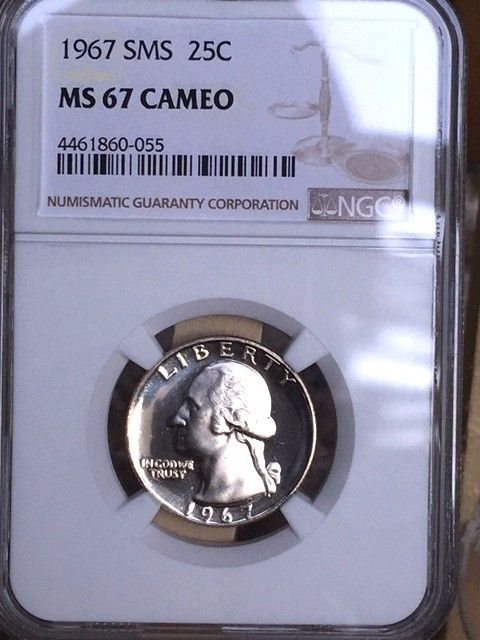 1967 SMS 25C
MS 67 CAMEO
4461860-055
NUMISMATIC GUARANTY CORPORATION
NGC®
LIBERTY
IN GOD WE
TRUST
1967